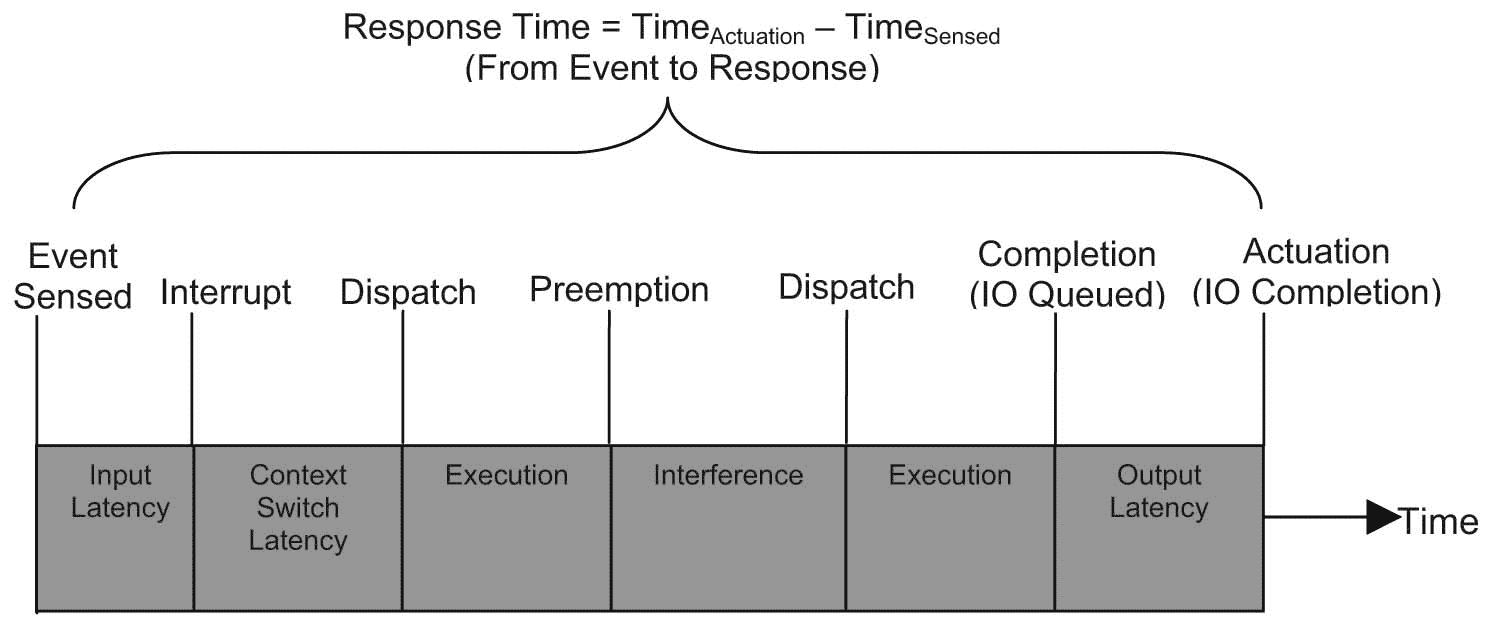 Response Time = TimeActuation – TimeSensed
(From Event to Response)
Event
Sensed
Interrupt
Dispatch
Preemption
Dispatch
Completion
(IO Queued)
Actuation
(IO Completion)
Input
Latency
Context
Switch
Latency
Execution
Interference
Execution
Output
Latency
Time